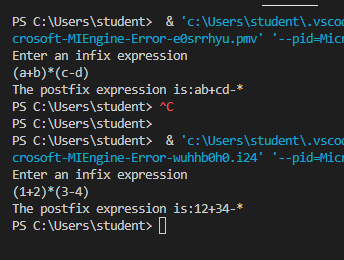 PS C:\Users\student>  & 'c:\Users\student\.vscod
crosoft-MIEngine-Error-e0srrhyu.pmv' '--pid=Micr
Enter an infix expression
(a+b)*(c-d)
The postfix expression is:ab+cd-*
PS C:\Users\student> ^C
PS C:\Users\student>
PS C:\Users\student>  & 'c:\Users\student\.vscod
crosoft-MIEngine-Error-wuhhb0h0.i24' '--pid=Micr
Enter an infix expression
(1+2)*(3-4)
The postfix expression is:12+34-*
PS C:\Users\student>